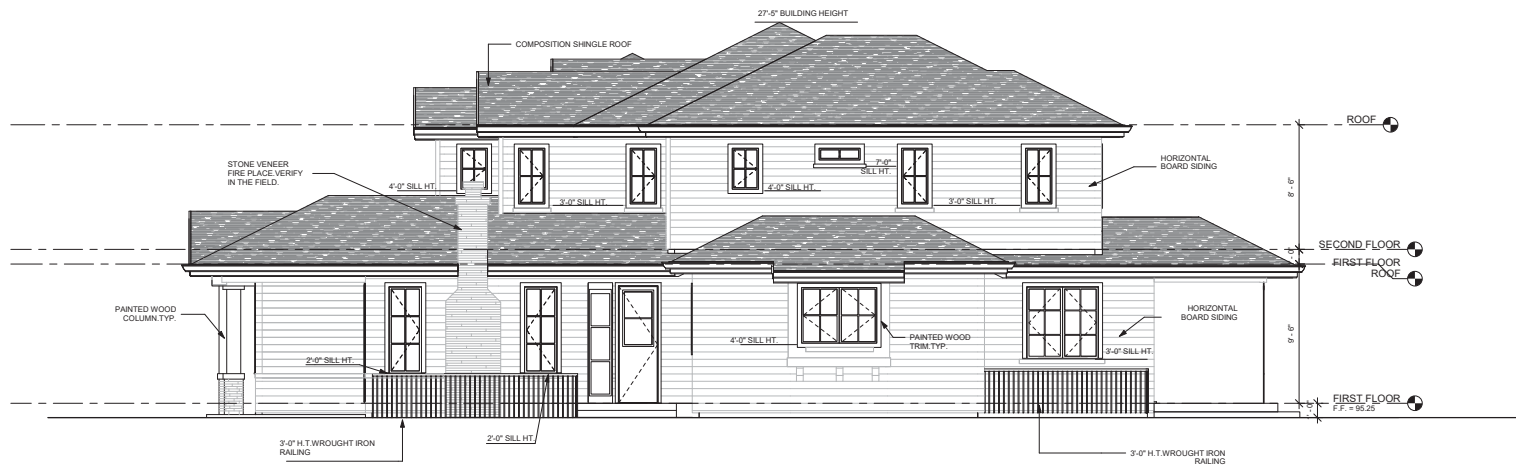 27'-5" BUILDING HEIGHT
COMPOSITION SHINGLE ROOF
ROOF
STONE VENEER
FIRE PLACE.VERIFY
IN THE FIELD.
HORIZONTAL
BOARD SIDING
7'-0"
SILL HT.
4'-0" SILL HT.
4'-0" SILL HT.
3'-0" SILL HT.
3'-0" SILL HT.
8' - 6"
SECOND FLOOR
FIRST FLOOR
ROOF
PAINTED WOOD
COLUMN.TYP.
HORIZONTAL
BOARD SIDING
4'-0" SILL HT.
PAINTED WOOD
TRIM.TYP.
9' - 6"
2'-0" SILL HT.
3'-0" SILL HT.
FIRST FLOOR
F.F. = 95.25
2'-0" SILL HT.
3'-0" H.T.WROUGHT IRON
RAILING
3'-0" H.T.WROUGHT IRON
RAILING